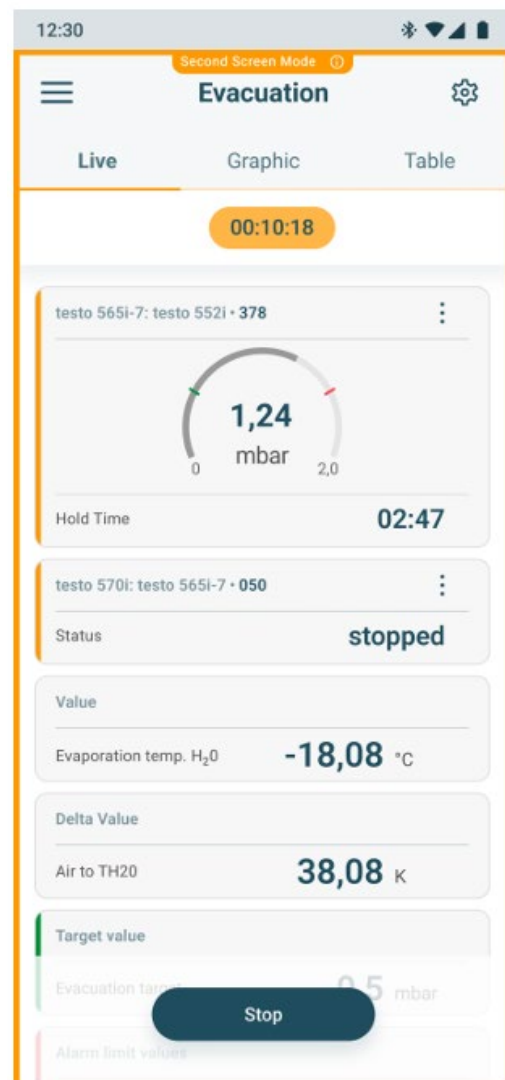 12:30
Second Screen Mode
Evacuation
Live Graphic Table
00:10:18
testo 565i-7: testo 552i • 378
1,24
mbar
0 2,0
Hold Time 02:47
testo 570i: testo 565i-7 • 050
Status stopped
Value
Evaporation temp. H₂0 -18,08 °C
Delta Value
Air to TH20 38,08 K
Target value
Evacuation target 0,5 mbar
Stop
Alarm limit values